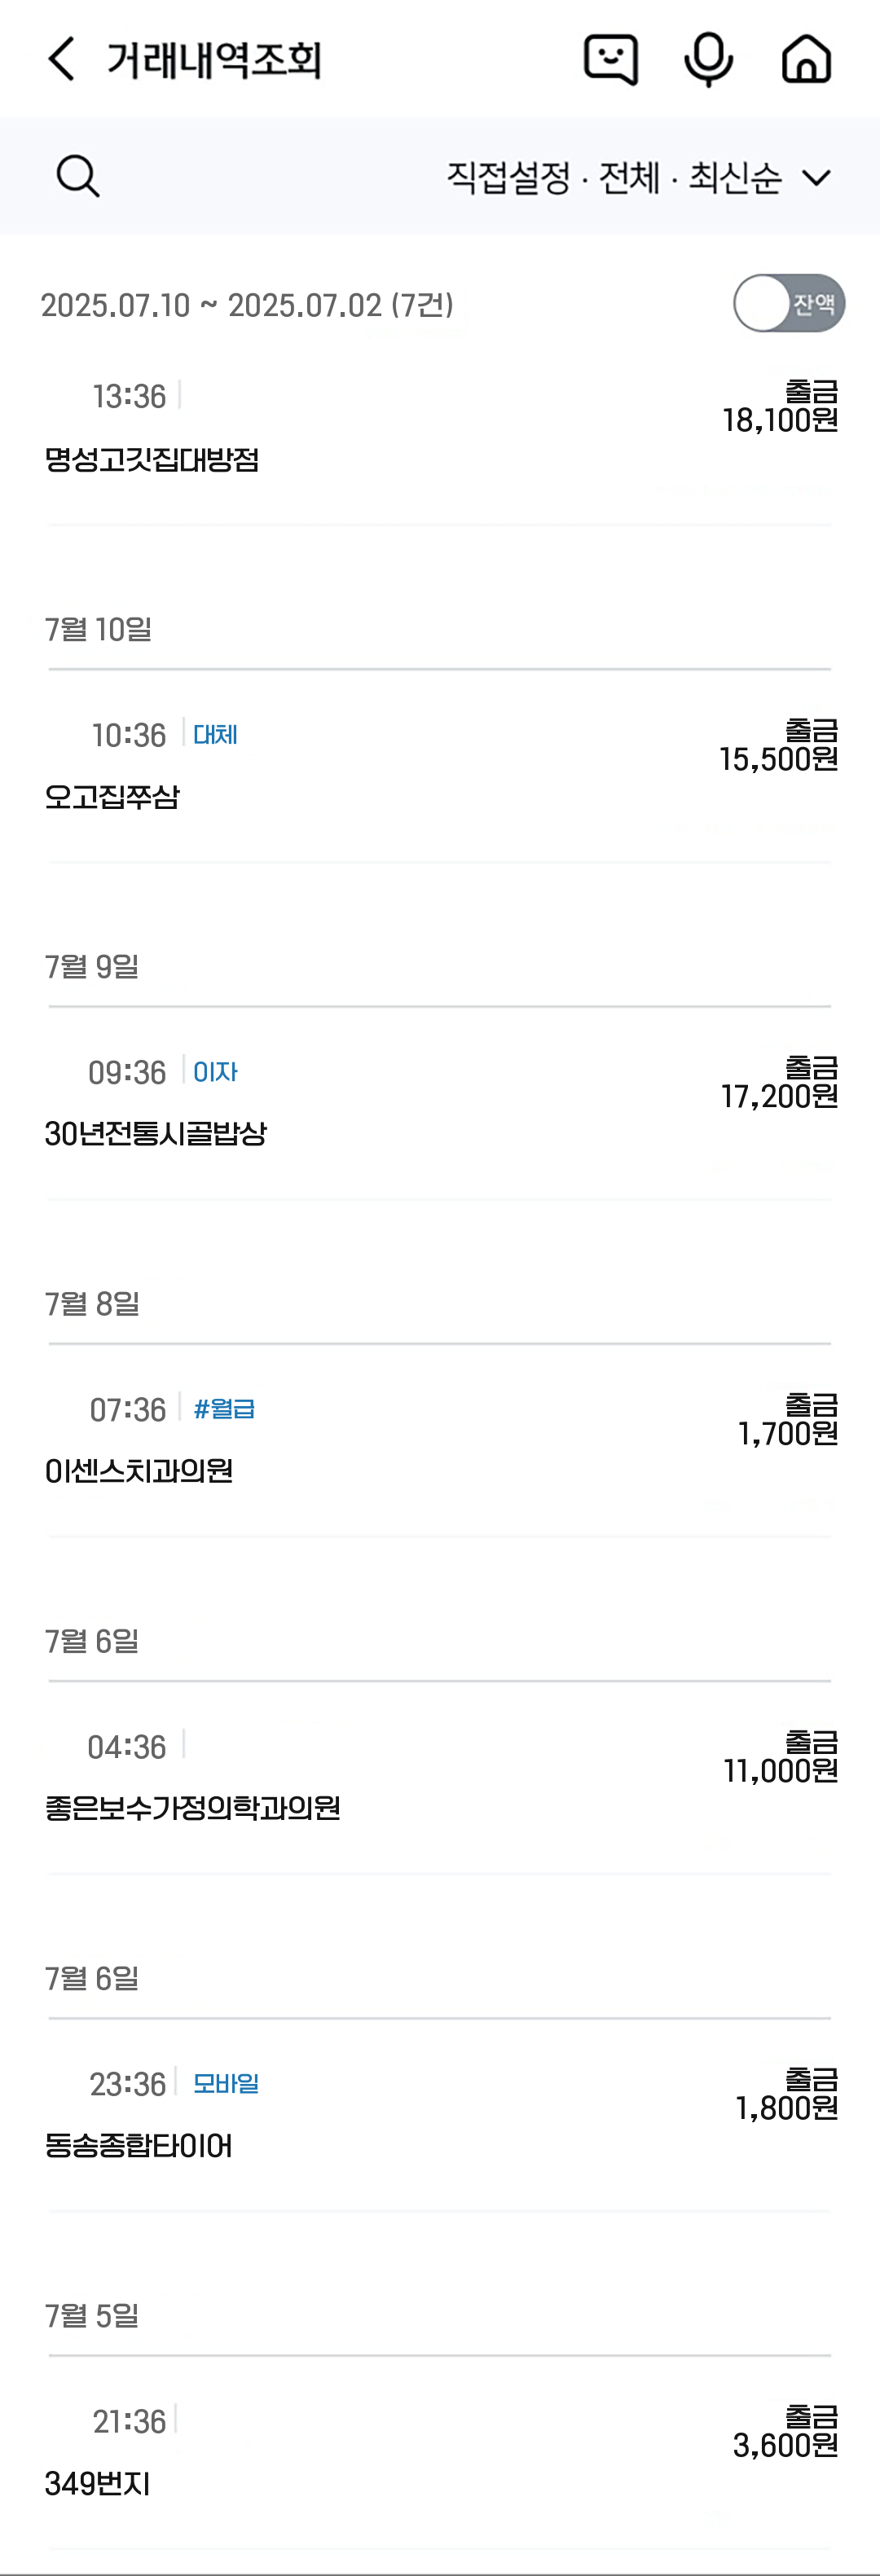 거래내역조회
직접설정 · 전체 · 최신순
2025.07.10 ~ 2025.07.02 (7건)
잔액
13:36
출금
18,100원
명성고깃집대방점
7월 10일
10:36 대체
출금
15,500원
오고집쭈삼
7월 9일
09:36 이자
출금
17,200원
30년전통시골밥상
7월 8일
07:36 #월급
출금
1,700원
이센스치과의원
7월 6일
04:36
출금
11,000원
좋은보수가정의학과의원
7월 6일
23:36 모바일
출금
1,800원
동송종합타이어
7월 5일
21:36
출금
3,600원
349번지